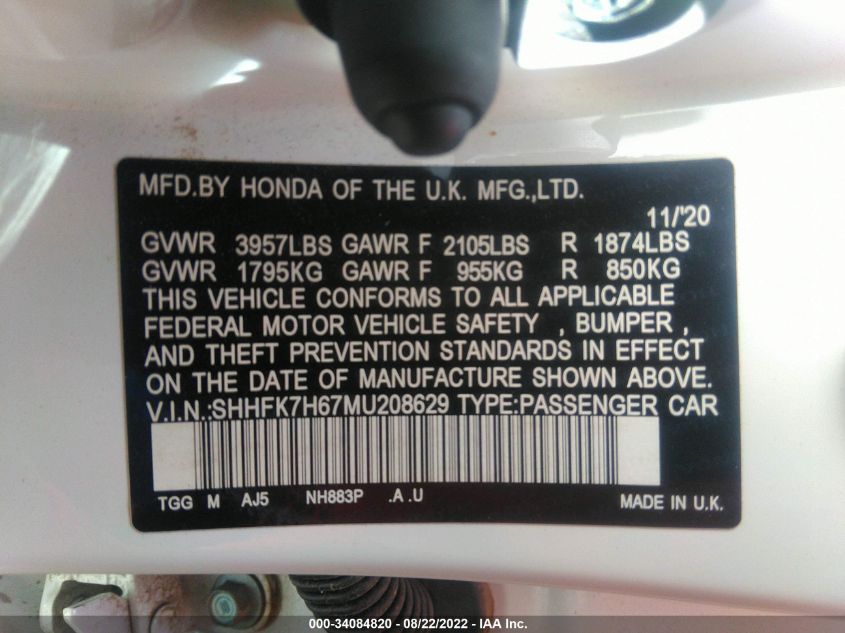 MFD.BY HONDA OF THE U.K. MFG.,LTD.
11/'20
GVWR 3957LBS GAWR F 2105LBS R 1874LBS
GVWR 1795KG GAWR F 955KG R 850KG
THIS VEHICLE CONFORMS TO ALL APPLICABLE
FEDERAL MOTOR VEHICLE SAFETY , BUMPER ,
AND THEFT PREVENTION STANDARDS IN EFFECT
ON THE DATE OF MANUFACTURE SHOWN ABOVE.
V.I.N.:SHHFK7H67MU208629 TYPE:PASSENGER CAR
TGG M AJ5 NH883P .A .U MADE IN U.K.
000-34084820 - 08/22/2022 - IAA Inc.